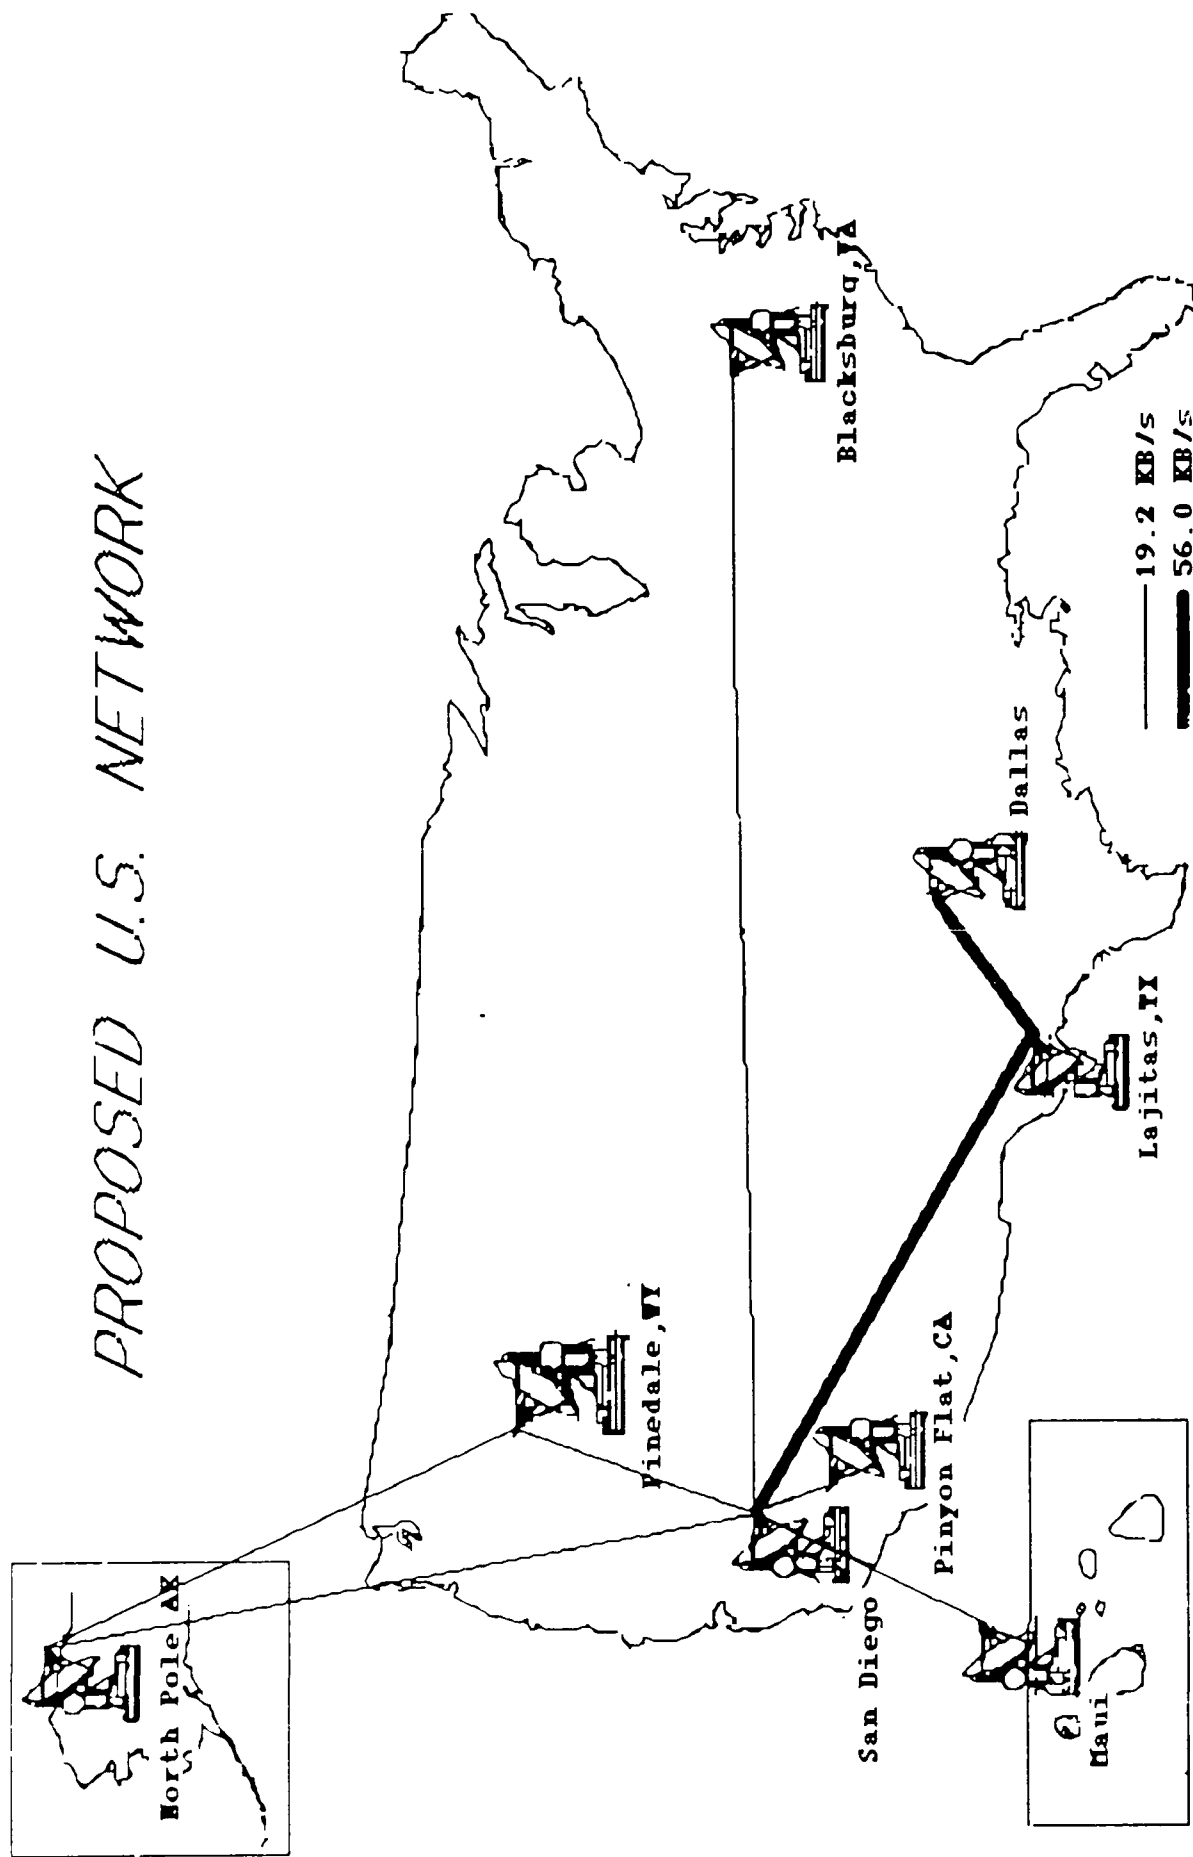 PROPOSED U.S. NETWORK
North Pole AK
Pinedale,WY
Blacksburg,VA
San Diego
Pinyon Flat,CA
Dallas
Maui
Lajitas,TX
19.2 KB/s
56.0 KB/s